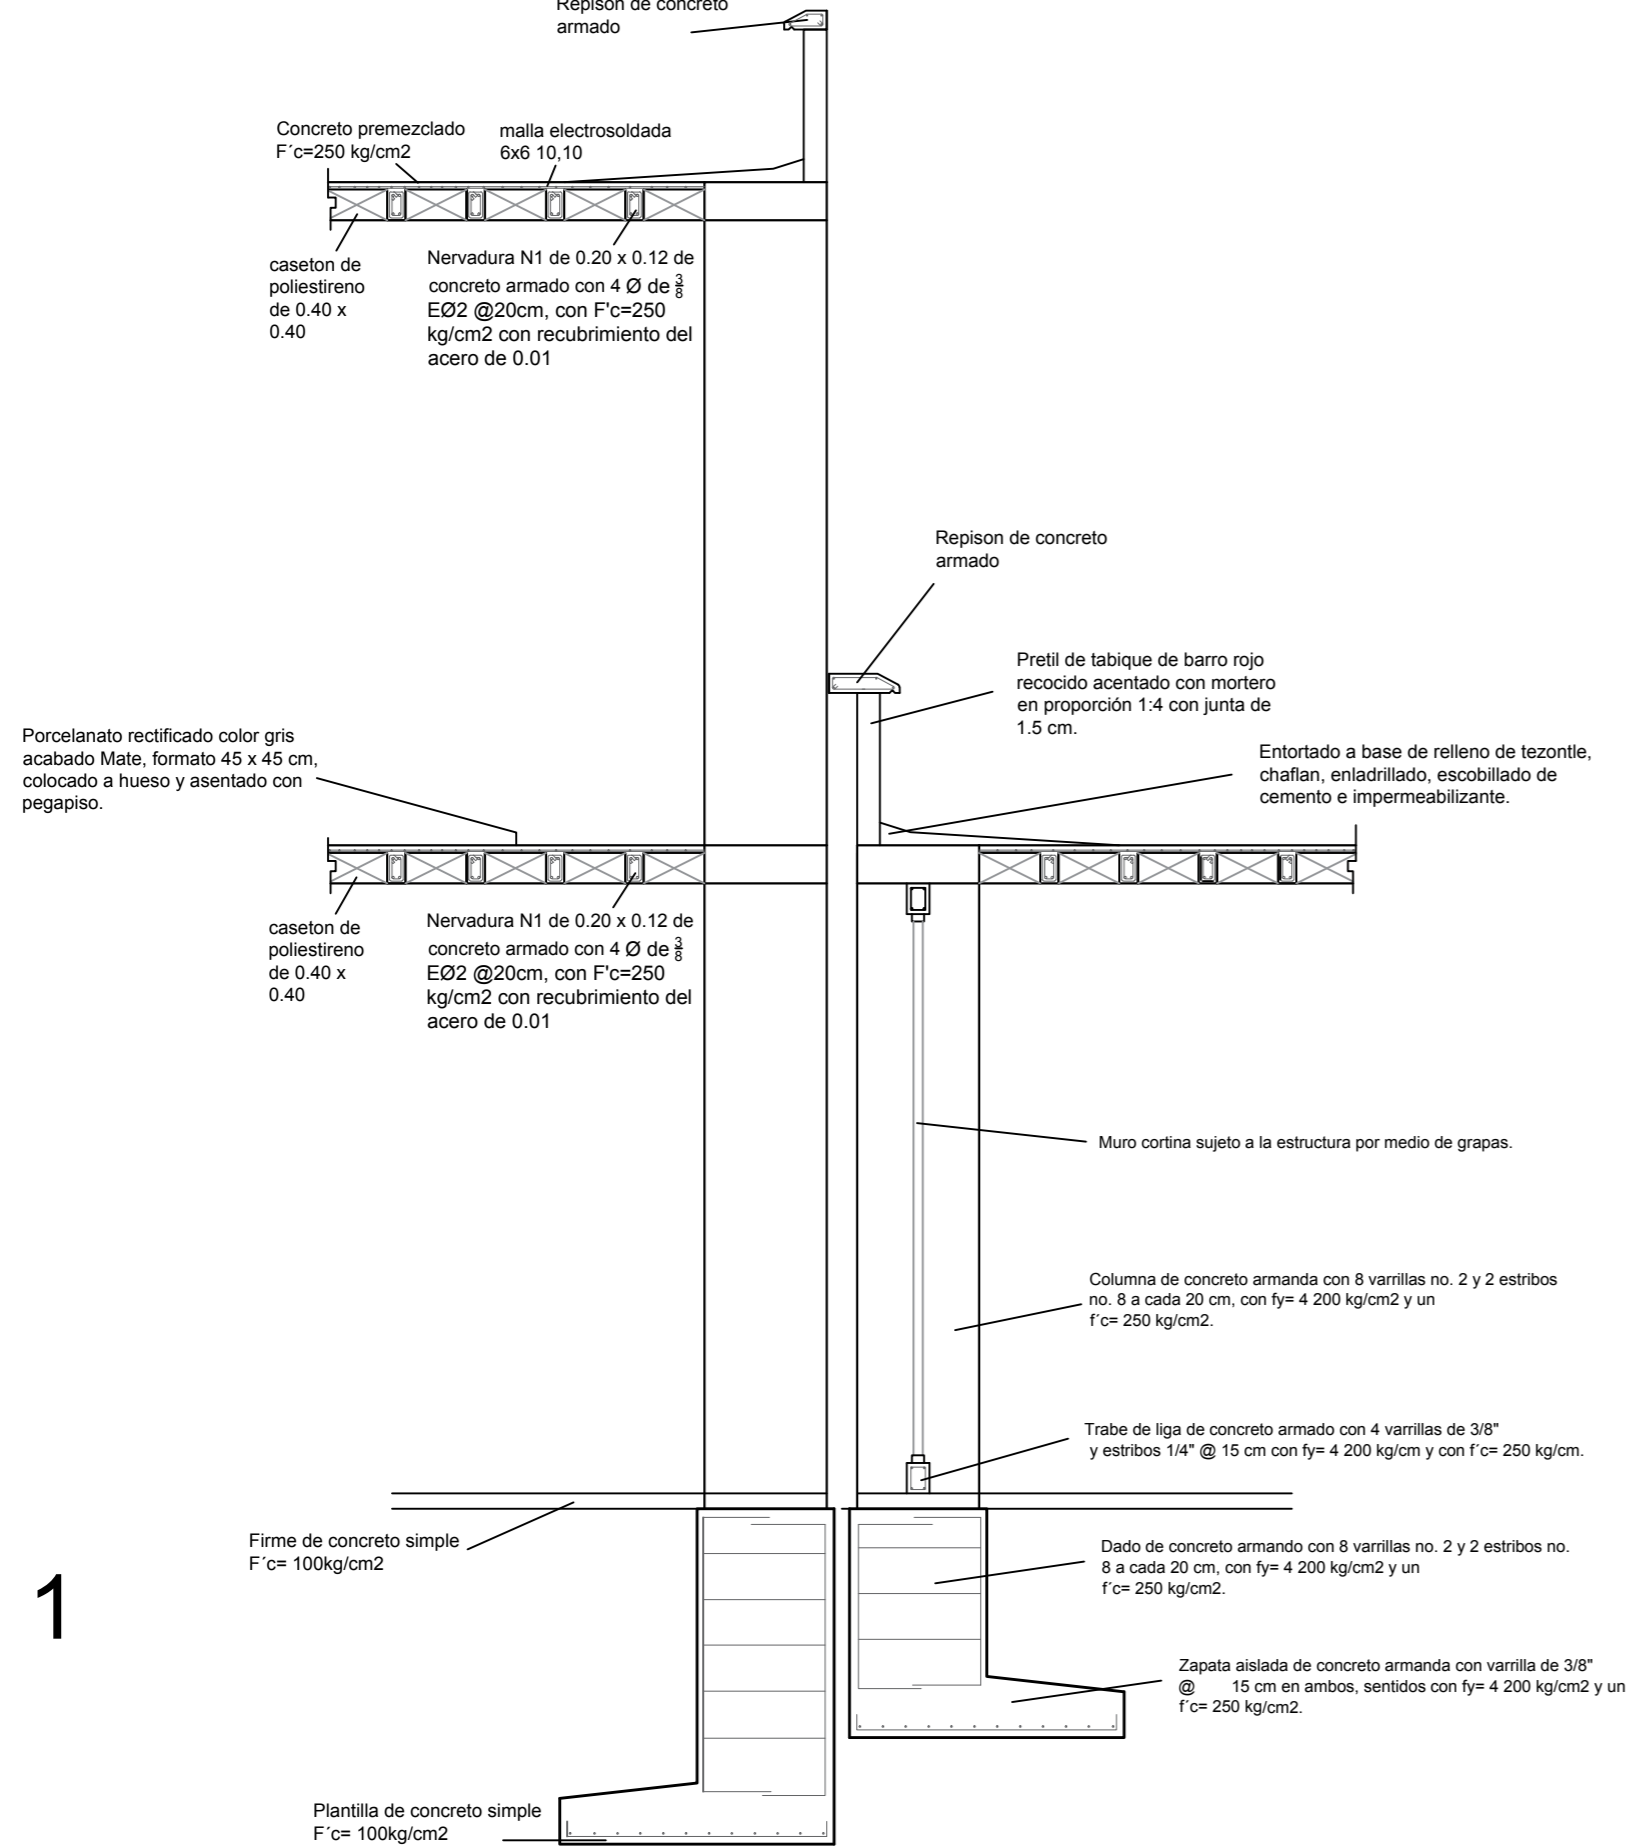 Repison de concreto
armado
Concreto premezclado
F´c=250 kg/cm2
malla electrosoldada
6x6 10,10
caseton de
poliestireno
de 0.40 x
0.40
Nervadura N1 de 0.20 x 0.12 de
concreto armado con 4 Ø de 3/8
EØ2 @20cm, con F'c=250
kg/cm2 con recubrimiento del
acero de 0.01
Repison de concreto
armado
Pretil de tabique de barro rojo
recocido acentado con mortero
en proporción 1:4 con junta de
1.5 cm.
Porcelanato rectificado color gris
acabado Mate, formato 45 x 45 cm,
colocado a hueso y asentado con
pegapiso.
Entortado a base de relleno de tezontle,
chaflan, enladrillado, escobillado de
cemento e impermeabilizante.
caseton de
poliestireno
de 0.40 x
0.40
Nervadura N1 de 0.20 x 0.12 de
concreto armado con 4 Ø de 3/8
EØ2 @20cm, con F'c=250
kg/cm2 con recubrimiento del
acero de 0.01
Muro cortina sujeto a la estructura por medio de grapas.
Columna de concreto armanda con 8 varrillas no. 2 y 2 estribos
no. 8 a cada 20 cm, con fy= 4 200 kg/cm2 y un
f´c= 250 kg/cm2.
Trabe de liga de concreto armado con 4 varrillas de 3/8"
y estribos 1/4" @ 15 cm con fy= 4 200 kg/cm y con f´c= 250 kg/cm.
Firme de concreto simple
F´c= 100kg/cm2
Dado de concreto armando con 8 varrillas no. 2 y 2 estribos no.
8 a cada 20 cm, con fy= 4 200 kg/cm2 y un
f´c= 250 kg/cm2.
1
Zapata aislada de concreto armanda con varrilla de 3/8"
@ 15 cm en ambos, sentidos con fy= 4 200 kg/cm2 y un
f´c= 250 kg/cm2.
Plantilla de concreto simple
F´c= 100kg/cm2